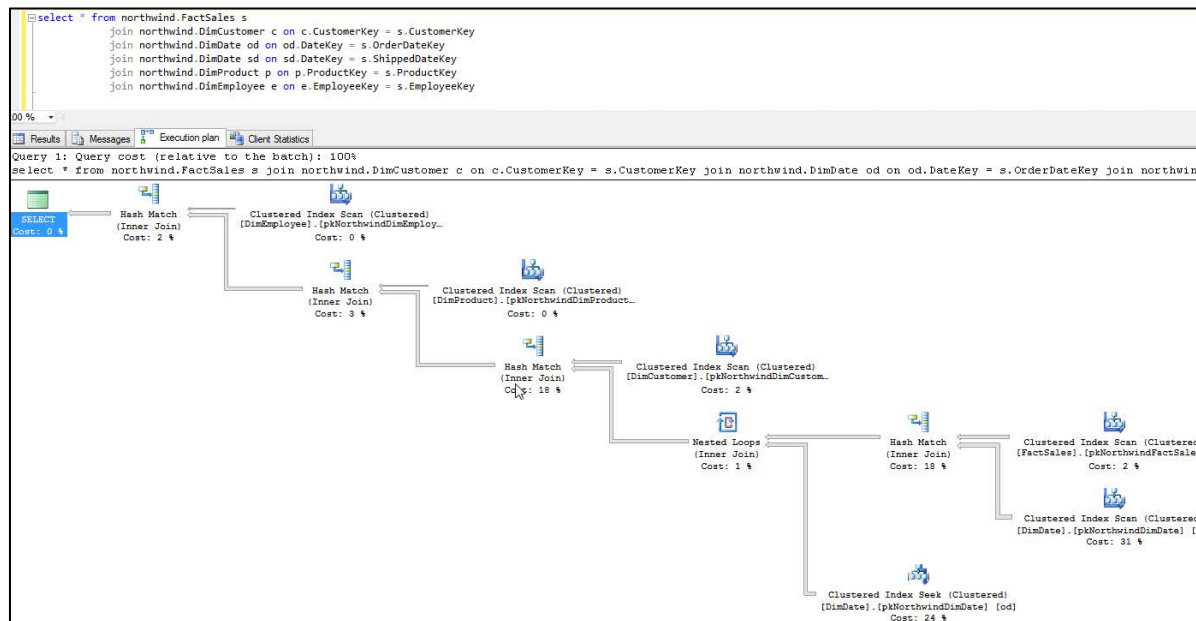 select * from northwind.FactSales s
join northwind.DimCustomer c on c.CustomerKey = s.CustomerKey
join northwind.DimDate od on od.DateKey = s.OrderDateKey
join northwind.DimDate sd on sd.DateKey = s.ShippedDateKey
join northwind.DimProduct p on p.ProductKey = s.ProductKey
join northwind.DimEmployee e on e.EmployeeKey = s.EmployeeKey
00 %
Results Messages Execution plan Client Statistics
Query 1: Query cost (relative to the batch): 100%
select * from northwind.FactSales s join northwind.DimCustomer c on c.CustomerKey = s.CustomerKey join northwind.DimDate od on od.DateKey = s.OrderDateKey join northwin
SELECT
Cost: 0 %
Hash Match
(Inner Join)
Cost: 2 %
Clustered Index Scan (Clustered)
[DimEmployee].[pkNorthwindDimEmploy…
Cost: 0 %
Hash Match
(Inner Join)
Cost: 3 %
Clustered Index Scan (Clustered)
[DimProduct].[pkNorthwindDimProduct…
Cost: 0 %
Hash Match
(Inner Join)
Cost: 18 %
Clustered Index Scan (Clustered)
[DimCustomer].[pkNorthwindDimCustom…
Cost: 2 %
Nested Loops
(Inner Join)
Cost: 1 %
Hash Match
(Inner Join)
Cost: 18 %
Clustered Index Scan (Clustered
[FactSales].[pkNorthwindFactSale
Cost: 2 %
Clustered Index Scan (Clustered
[DimDate].[pkNorthwindDimDate] [
Cost: 31 %
Clustered Index Seek (Clustered)
[DimDate].[pkNorthwindDimDate] [od]
Cost: 24 %